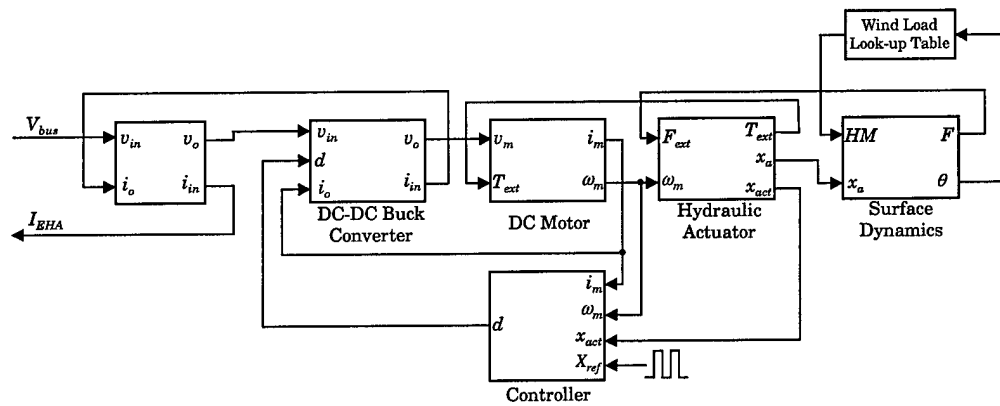 Wind Load
Look-up Table
V_bus
v_in
v_o
i_o
i_in
I_EHA
v_in
v_o
d
i_o
i_in
DC-DC Buck
Converter
v_m
i_m
T_ext
ω_m
DC Motor
F_ext
T_ext
x_a
ω_m
x_act
Hydraulic
Actuator
HM
F
x_a
θ
Surface
Dynamics
i_m
ω_m
d
x_act
X_ref
Controller